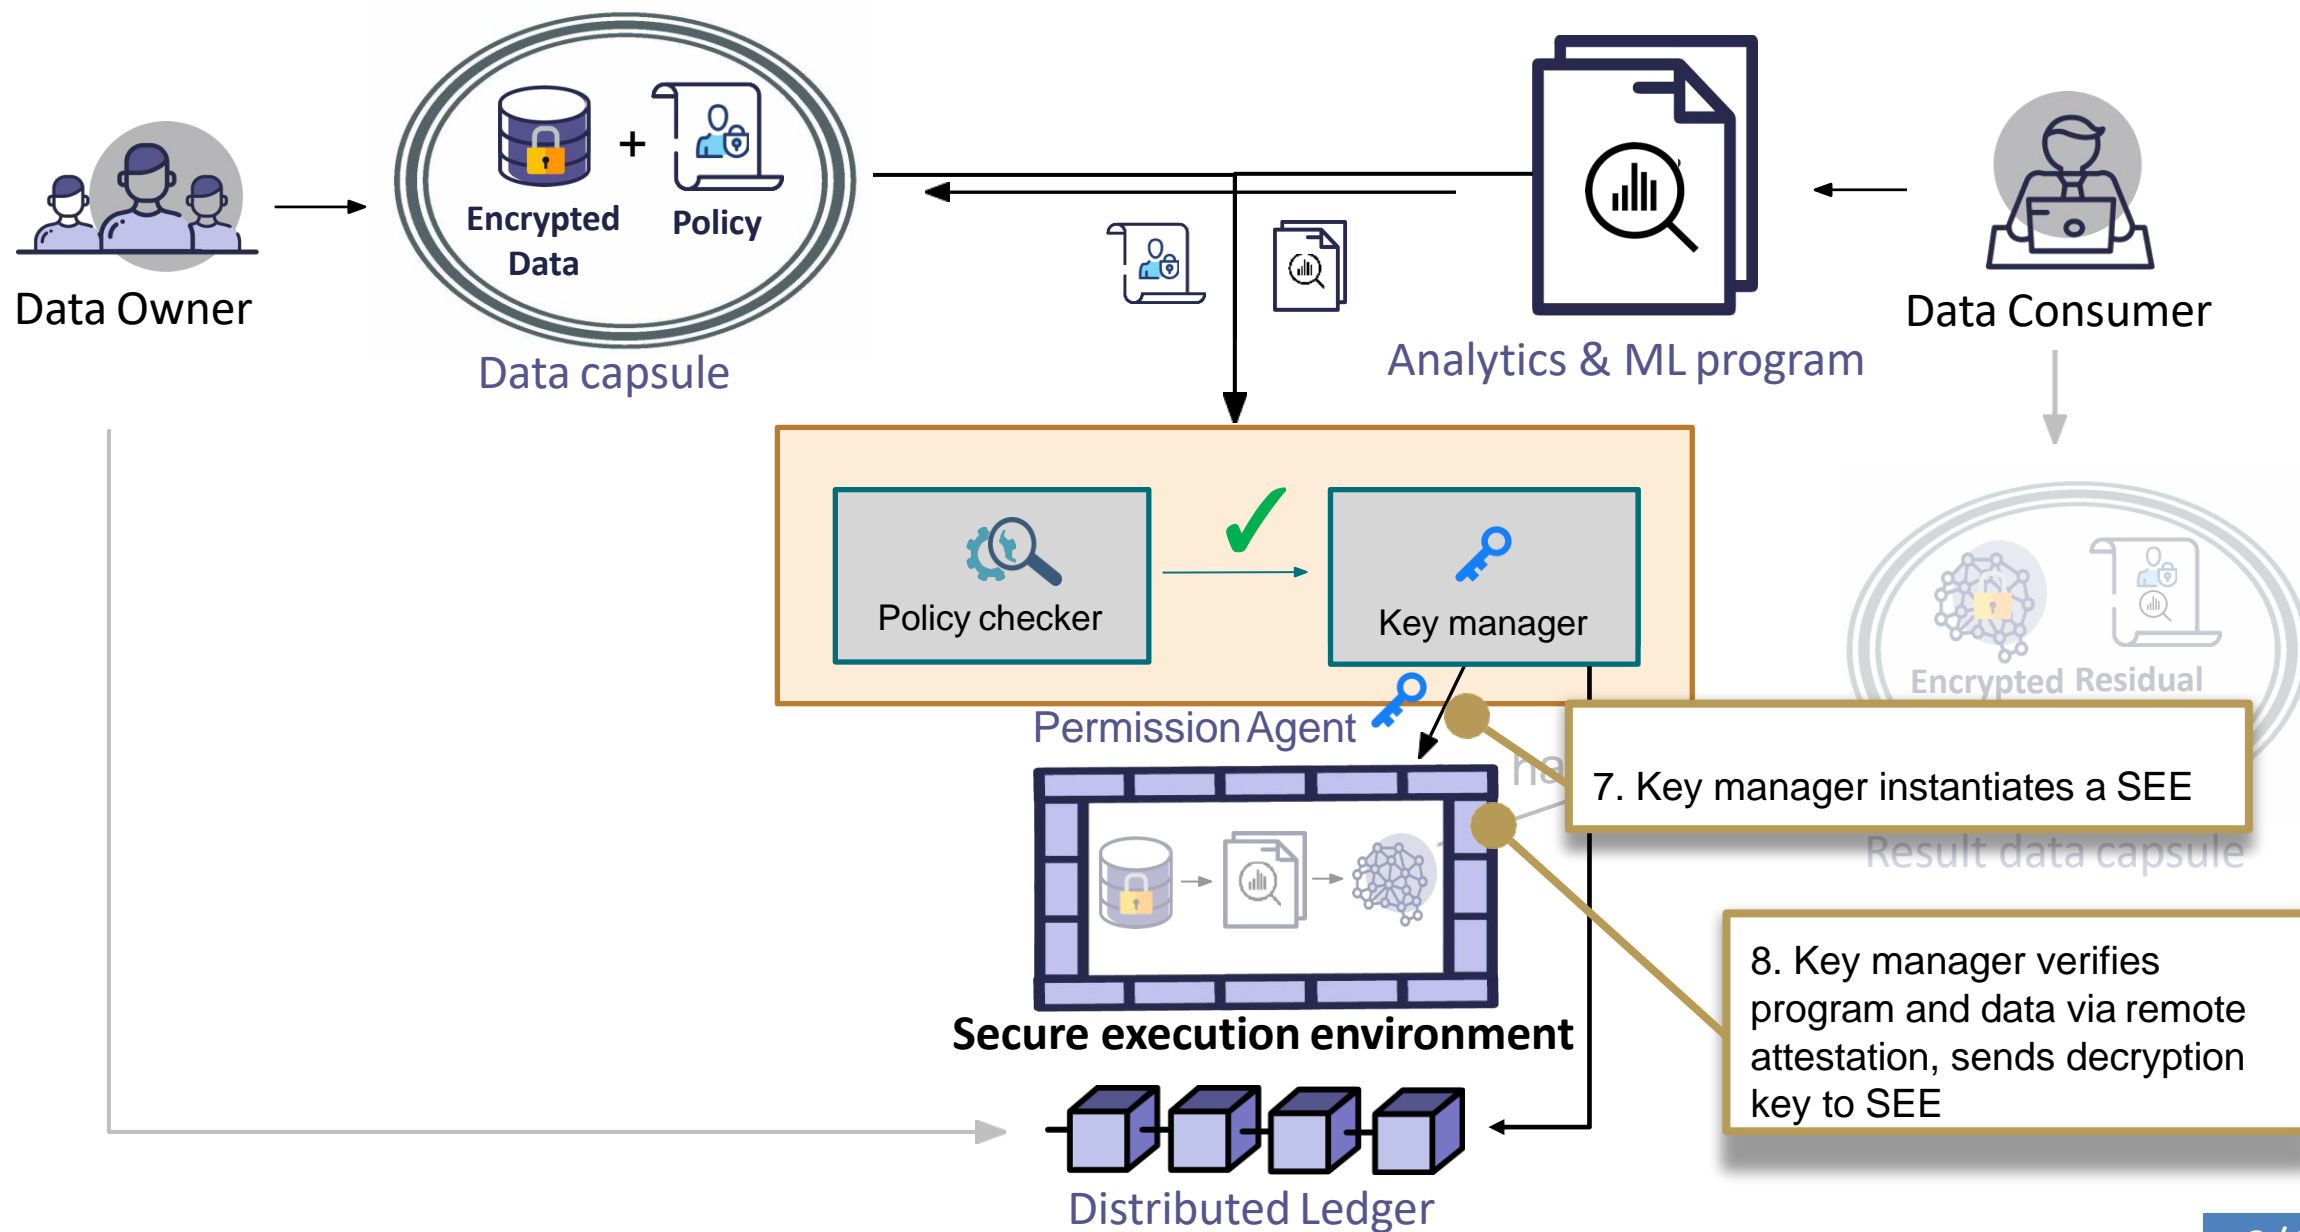 Encrypted
Data
+
Policy
Data Owner
Data capsule
Analytics & ML program
Data Consumer
Policy checker
Key manager
Permission Agent
Encrypted Residual
7. Key manager instantiates a SEE
Result data capsule
8. Key manager verifies
program and data via remote
attestation, sends decryption
key to SEE
Secure execution environment
Distributed Ledger